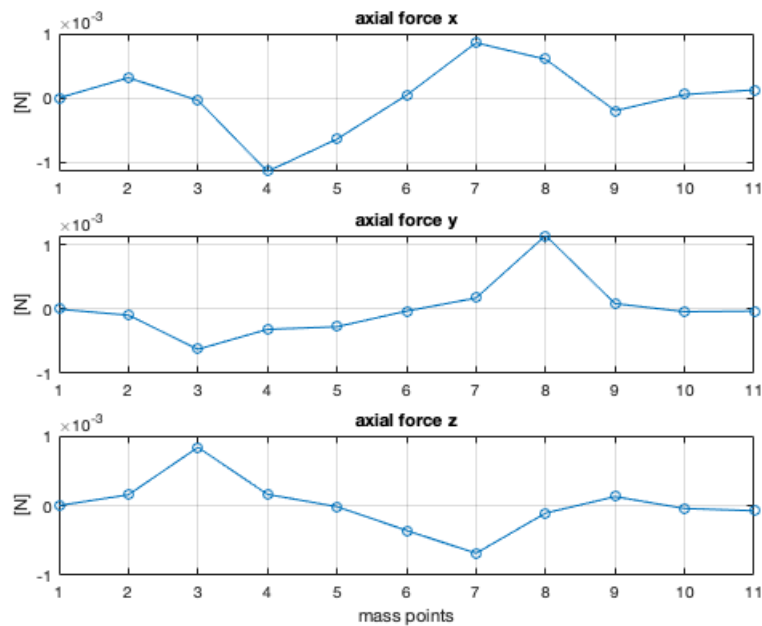 axial force x
×10⁻³
1
0
-1
[N]
1 2 3 4 5 6 7 8 9 10 11
axial force y
×10⁻³
1
0
-1
[N]
1 2 3 4 5 6 7 8 9 10 11
axial force z
×10⁻³
1
0
-1
[N]
1 2 3 4 5 6 7 8 9 10 11
mass points